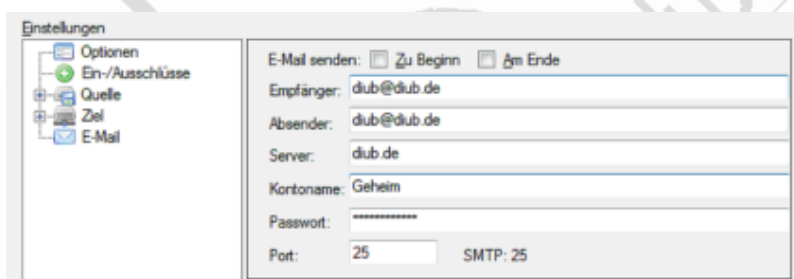 Einstellungen
Optionen
Ein-/Ausschlüsse
Quelle
Ziel
E-Mail
E-Mail senden: Zu Beginn Am Ende
Empfänger: diub@diub.de
Absender: diub@diub.de
Server: diub.de
Kontoname: Geheim
Passwort: ************
Port: 25 SMTP: 25